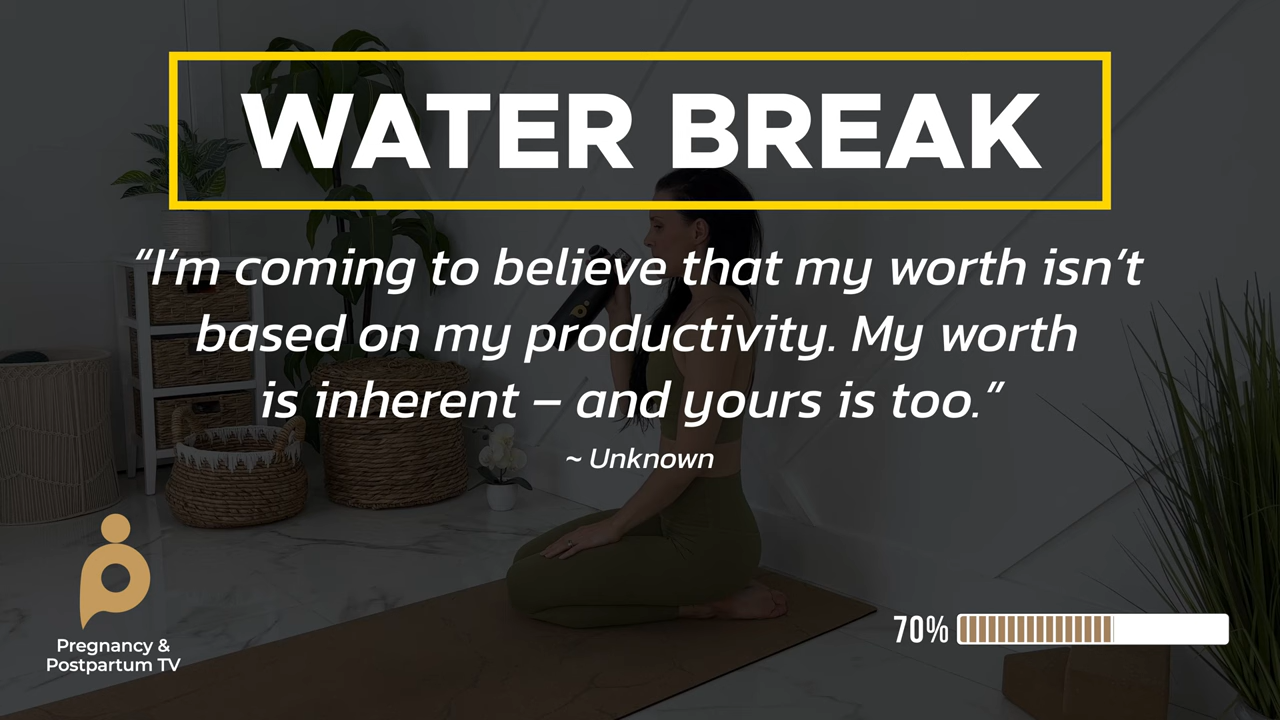 WATER BREAK
“I’m coming to believe that my worth isn’t
based on my productivity. My worth
is inherent – and yours is too.”
~ Unknown
Pregnancy &
Postpartum TV
70%